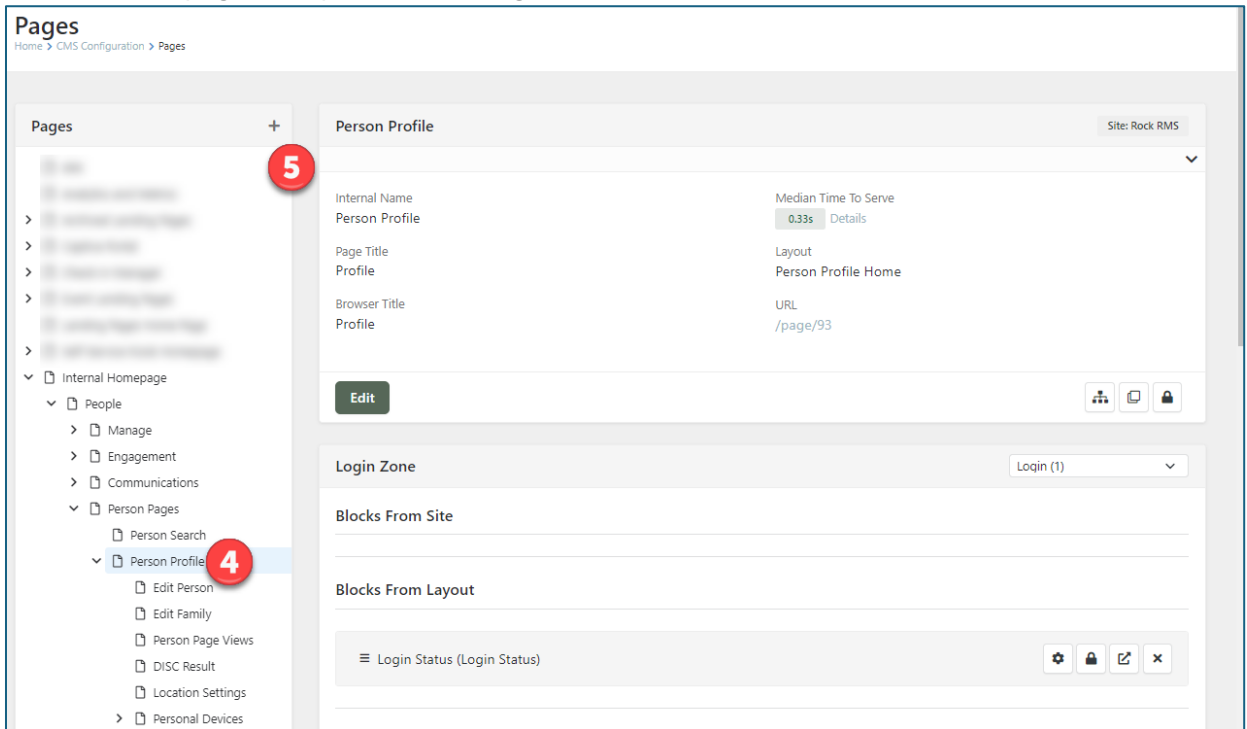 Pages
Home > CMS Configuration > Pages
Pages +
5
4
Internal Homepage
People
Manage
Engagement
Communications
Person Pages
Person Search
Person Profile
Edit Person
Edit Family
Person Page Views
DISC Result
Location Settings
Personal Devices
Person Profile
Site: Rock RMS
Internal Name
Person Profile
Median Time To Serve
0.33s Details
Page Title
Profile
Layout
Person Profile Home
Browser Title
Profile
URL
/page/93
Edit
Login Zone
Login (1)
Blocks From Site
Blocks From Layout
Login Status (Login Status)